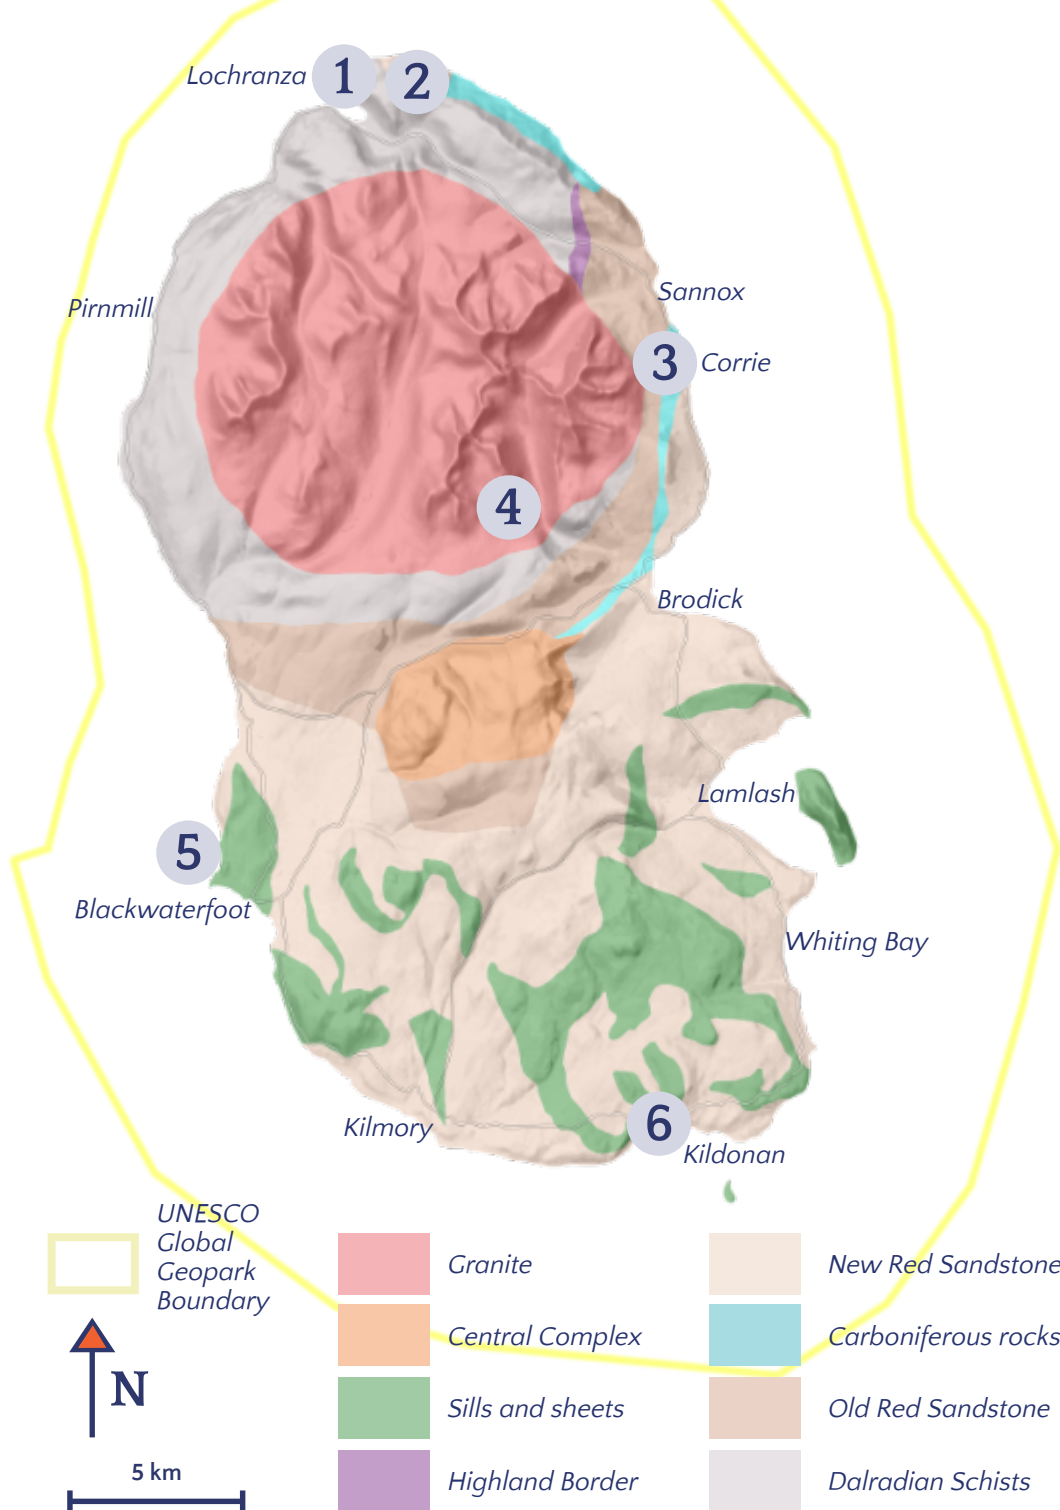 Lochranza
1
2
Pirnmill
Sannox
3
Corrie
4
Brodick
Lamlash
5
Blackwaterfoot
Whiting Bay
Kilmory
6
Kildonan
UNESCO
Global
Geopark
Boundary
N
5 km
Granite
Central Complex
Sills and sheets
Highland Border
New Red Sandstone
Carboniferous rocks
Old Red Sandstone
Dalradian Schists